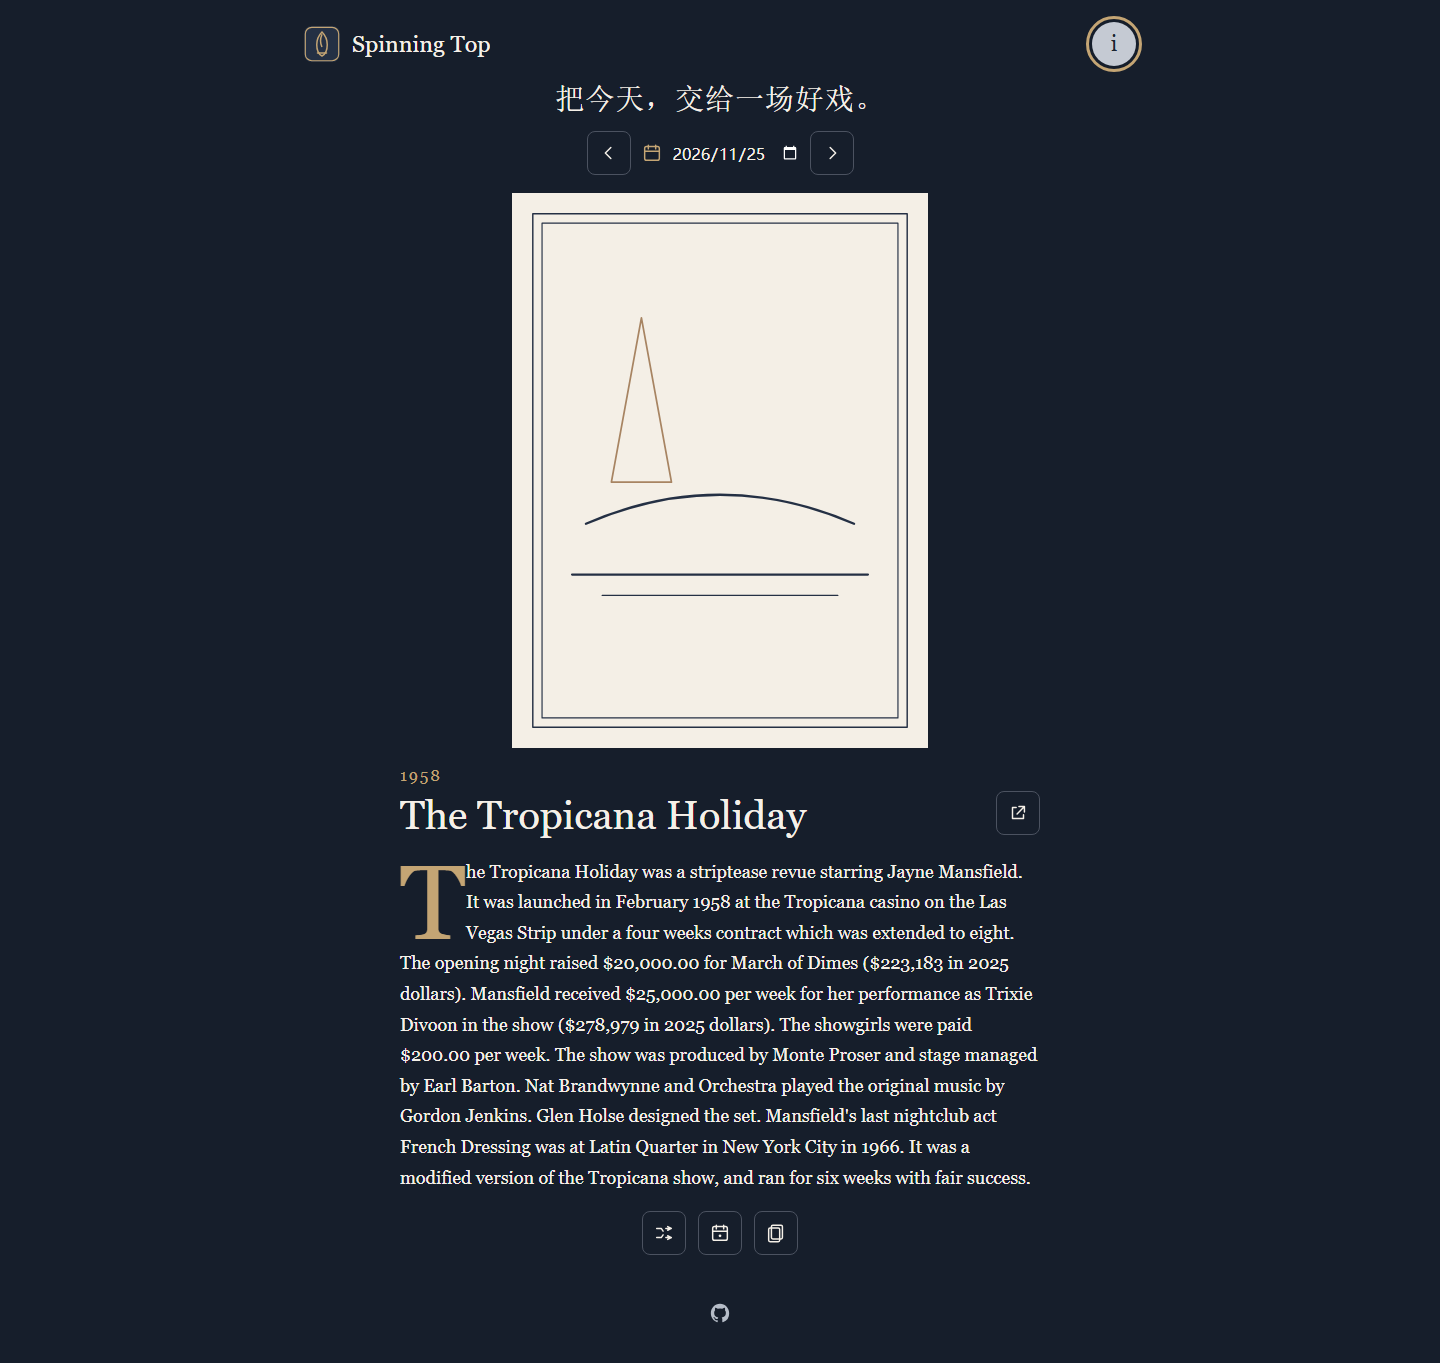 Spinning Top
i
把今天，交给一场好戏。
2026/11/25
1958
The Tropicana Holiday
The Tropicana Holiday was a striptease revue starring Jayne Mansfield.
It was launched in February 1958 at the Tropicana casino on the Las
Vegas Strip under a four weeks contract which was extended to eight.
The opening night raised $20,000.00 for March of Dimes ($223,183 in 2025
dollars). Mansfield received $25,000.00 per week for her performance as Trixie
Divoon in the show ($278,979 in 2025 dollars). The showgirls were paid
$200.00 per week. The show was produced by Monte Proser and stage managed
by Earl Barton. Nat Brandwynne and Orchestra played the original music by
Gordon Jenkins. Glen Holse designed the set. Mansfield's last nightclub act
French Dressing was at Latin Quarter in New York City in 1966. It was a
modified version of the Tropicana show, and ran for six weeks with fair success.